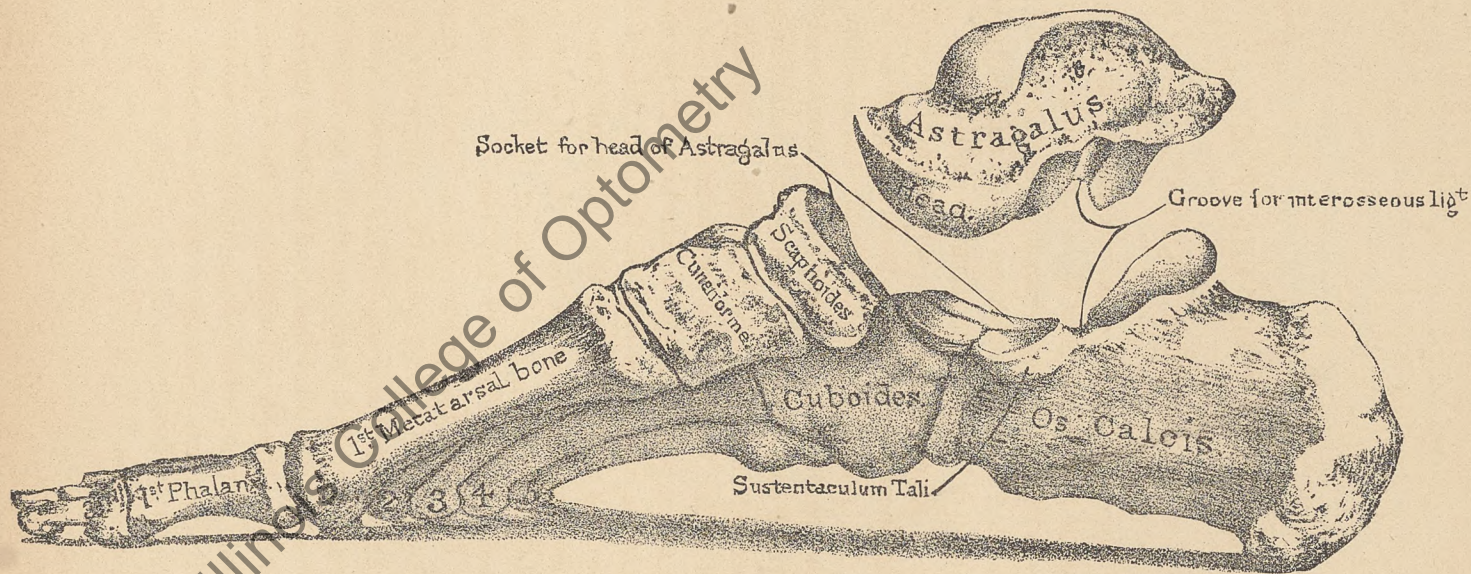 Astragalus
Head.
Socket for head of Astragalus
Groove for interosseous ligt
Scaphoides
Cuneiforme
1st Metatarsal bone
Cuboides
Os Calcis
1st Phalanx
2 3 4 5
Sustentaculum Tali
Illinois College of Optometry